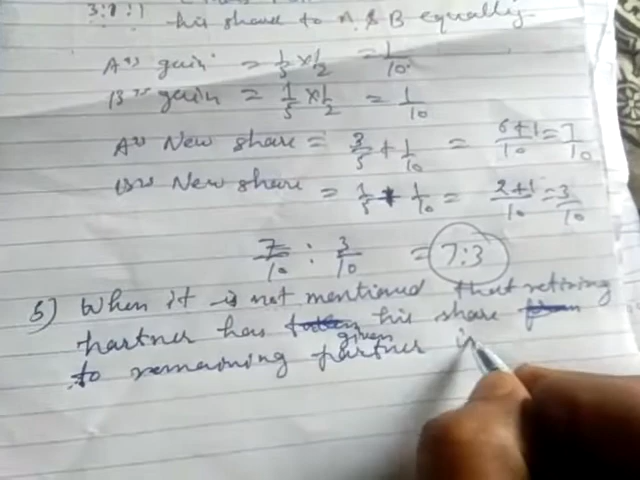 3:1:1
his share to A & B equally
A's gain = 1/5 × 1/2 = 1/10
B's gain = 1/5 × 1/2 = 1/10
A's New share = 3/5 + 1/10 = 6+1/10 = 7/10
B's New share = 1/5 + 1/10 = 2+1/10 = 3/10
7/10 : 3/10 = 7:3
5) When it is not mentioned that retiring
partner has given his share
to remaining partner